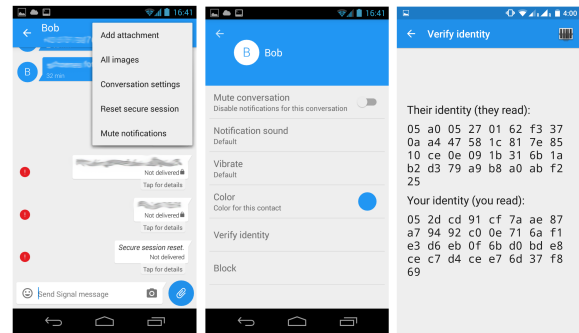 16:41
Bob
Add attachment
All images
Conversation settings
Reset secure session
Mute notifications
B
32 min
Not delivered
Tap for details
Not delivered
Tap for details
Secure session reset.
Not delivered
Tap for details
Send Signal message
16:41
B
Bob
Mute conversation
Disable notifications for this conversation
Notification sound
Default
Vibrate
Default
Color
Color for this contact
Verify identity
Block
4:00
Verify identity
Their identity (they read):
05 a0 05 27 01 62 f3 37
0a a4 47 58 1c 81 7e 85
10 ce 0e 09 1b 31 6b 1a
b2 d3 79 a9 b8 a0 ab f2
25
Your identity (you read):
05 2d cd 91 cf 7a ae 87
a7 94 92 c0 0e 71 6a f1
e3 d6 eb 0f 6b d0 bd e8
ce c7 d4 ce e7 6d 37 f8
69